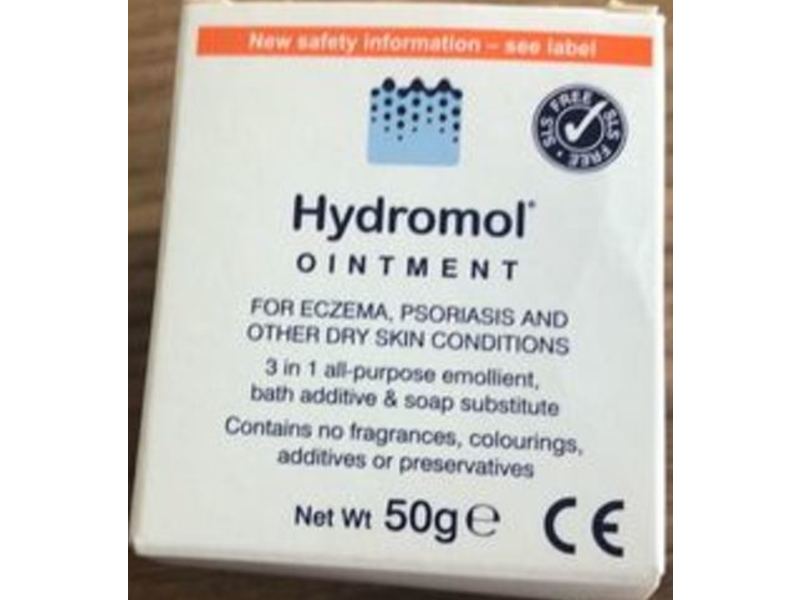 New safety information – see label
SLS FREE SLS FREE
Hydromol®
OINTMENT
FOR ECZEMA, PSORIASIS AND
OTHER DRY SKIN CONDITIONS
3 in 1 all-purpose emollient,
bath additive & soap substitute
Contains no fragrances, colourings,
additives or preservatives
Net Wt 50g ℮
CE